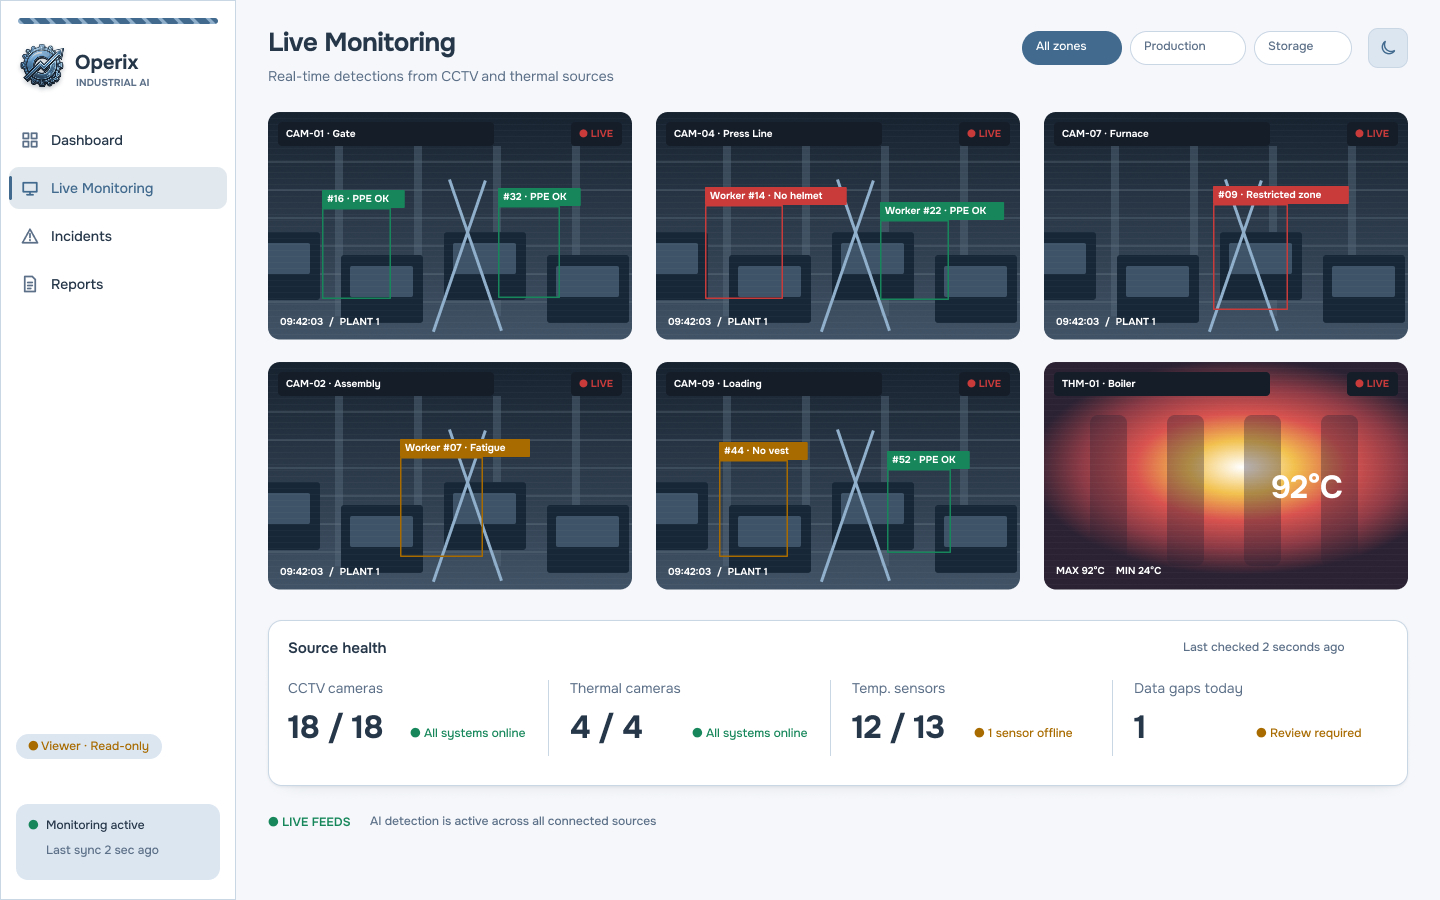 Operix
INDUSTRIAL AI
Dashboard
Live Monitoring
Incidents
Reports
Viewer · Read-only
Monitoring active
Last sync 2 sec ago
Live Monitoring
Real-time detections from CCTV and thermal sources
All zones
Production
Storage
CAM-01 · Gate
LIVE
#16 · PPE OK
#32 · PPE OK
09:42:03 / PLANT 1
CAM-04 · Press Line
LIVE
Worker #14 · No helmet
Worker #22 · PPE OK
09:42:03 / PLANT 1
CAM-07 · Furnace
LIVE
#09 · Restricted zone
09:42:03 / PLANT 1
CAM-02 · Assembly
LIVE
Worker #07 · Fatigue
09:42:03 / PLANT 1
CAM-09 · Loading
LIVE
#44 · No vest
#52 · PPE OK
09:42:03 / PLANT 1
THM-01 · Boiler
LIVE
92°C
MAX 92°C MIN 24°C
Source health
Last checked 2 seconds ago
CCTV cameras
18 / 18
All systems online
Thermal cameras
4 / 4
All systems online
Temp. sensors
12 / 13
1 sensor offline
Data gaps today
1
Review required
LIVE FEEDS
AI detection is active across all connected sources